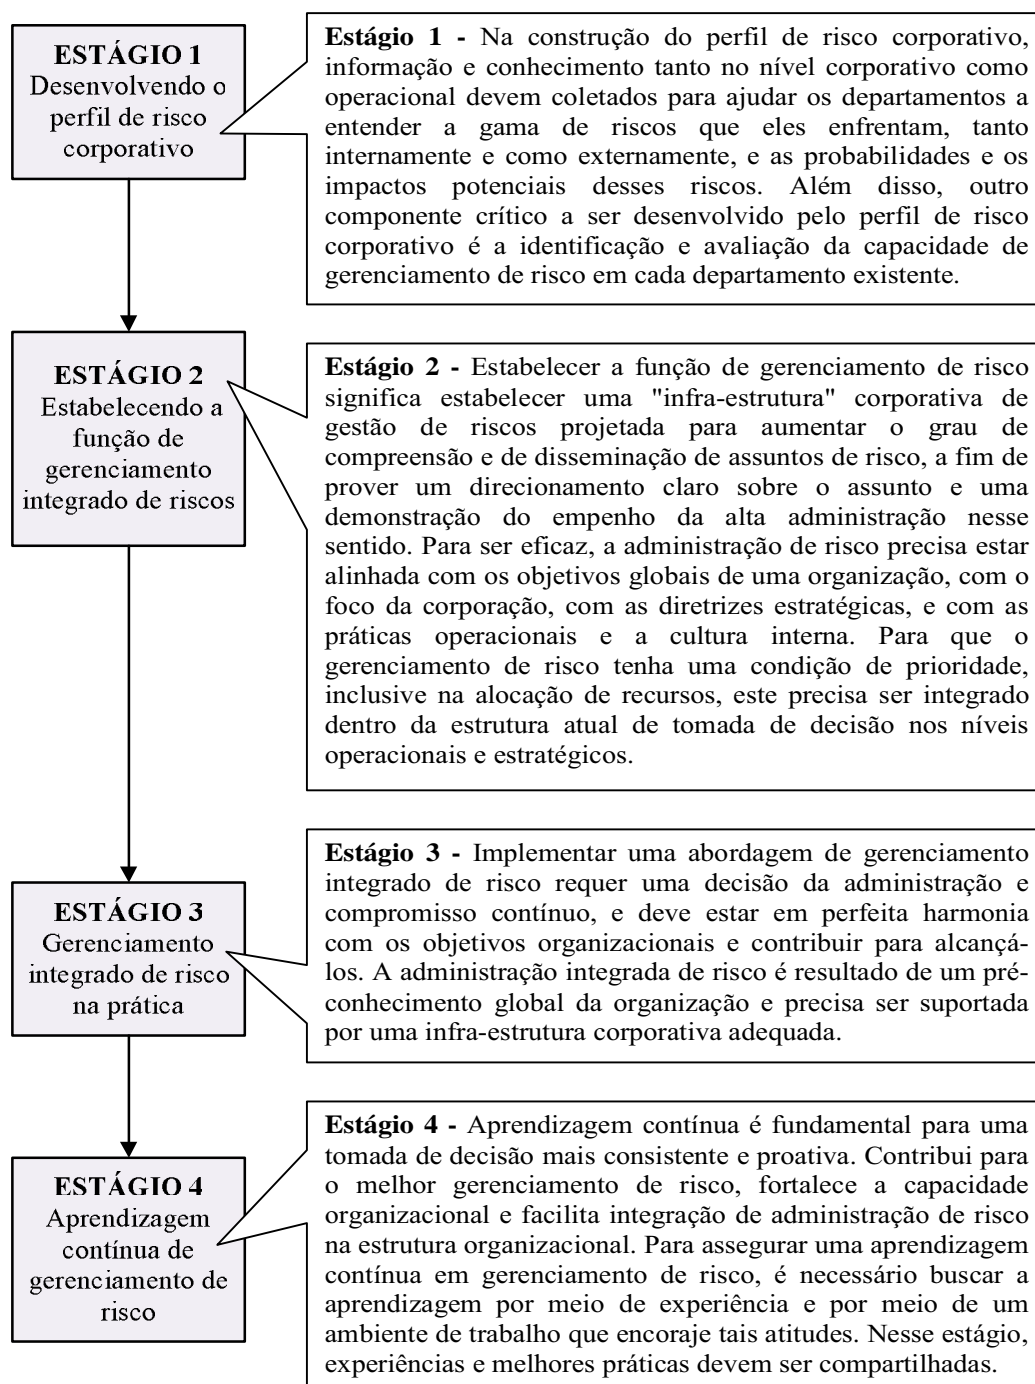 ESTÁGIO 1
Desenvolvendo o
perfil de risco
corporativo
Estágio 1 - Na construção do perfil de risco corporativo,
informação e conhecimento tanto no nível corporativo como
operacional devem coletados para ajudar os departamentos a
entender a gama de riscos que eles enfrentam, tanto
internamente e como externamente, e as probabilidades e os
impactos potenciais desses riscos. Além disso, outro
componente crítico a ser desenvolvido pelo perfil de risco
corporativo é a identificação e avaliação da capacidade de
gerenciamento de risco em cada departamento existente.
ESTÁGIO 2
Estabelecendo a
função de
gerenciamento
integrado de riscos
Estágio 2 - Estabelecer a função de gerenciamento de risco
significa estabelecer uma "infra-estrutura" corporativa de
gestão de riscos projetada para aumentar o grau de
compreensão e de disseminação de assuntos de risco, a fim de
prover um direcionamento claro sobre o assunto e uma
demonstração do empenho da alta administração nesse
sentido. Para ser eficaz, a administração de risco precisa estar
alinhada com os objetivos globais de uma organização, com o
foco da corporação, com as diretrizes estratégicas, e com as
práticas operacionais e a cultura interna. Para que o
gerenciamento de risco tenha uma condição de prioridade,
inclusive na alocação de recursos, este precisa ser integrado
dentro da estrutura atual de tomada de decisão nos níveis
operacionais e estratégicos.
ESTÁGIO 3
Gerenciamento
integrado de risco
na prática
Estágio 3 - Implementar uma abordagem de gerenciamento
integrado de risco requer uma decisão da administração e
compromisso contínuo, e deve estar em perfeita harmonia
com os objetivos organizacionais e contribuir para alcançá-
los. A administração integrada de risco é resultado de um pré-
conhecimento global da organização e precisa ser suportada
por uma infra-estrutura corporativa adequada.
ESTÁGIO 4
Aprendizagem
contínua de
gerenciamento de
risco
Estágio 4 - Aprendizagem contínua é fundamental para uma
tomada de decisão mais consistente e proativa. Contribui para
o melhor gerenciamento de risco, fortalece a capacidade
organizacional e facilita integração de administração de risco
na estrutura organizacional. Para assegurar uma aprendizagem
contínua em gerenciamento de risco, é necessário buscar a
aprendizagem por meio de experiência e por meio de um
ambiente de trabalho que encoraje tais atitudes. Nesse estágio,
experiências e melhores práticas devem ser compartilhadas.